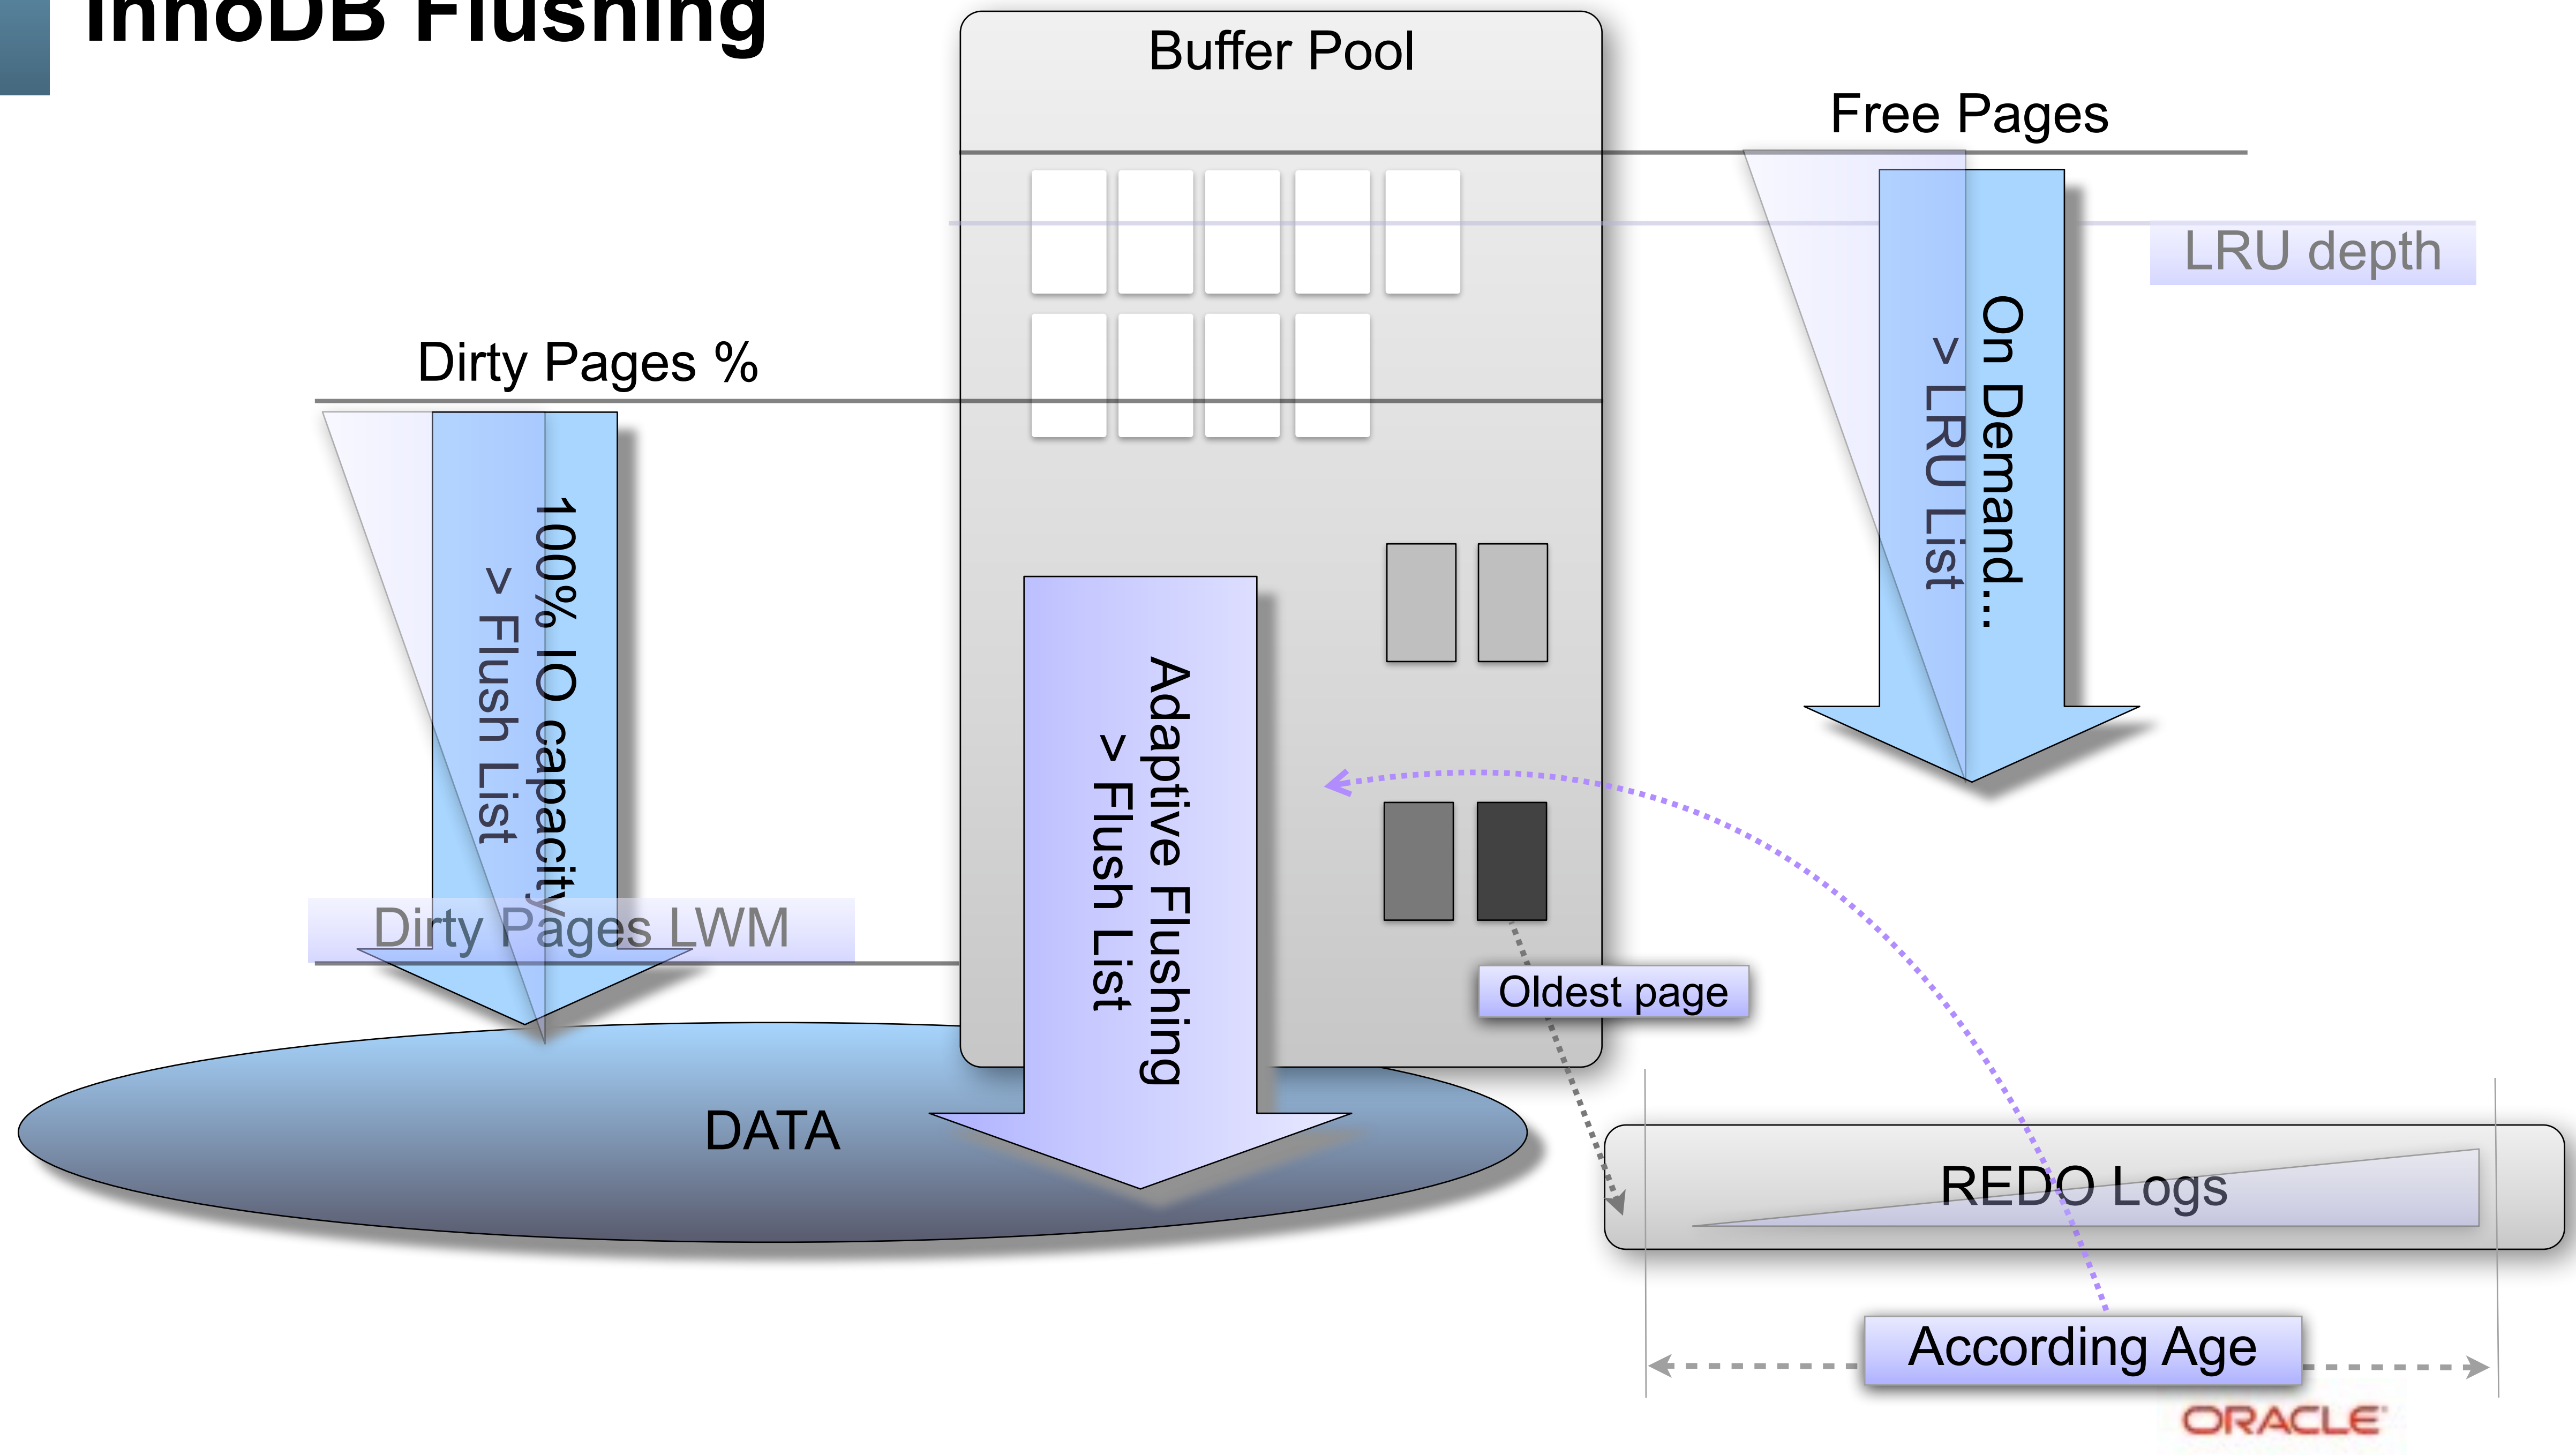 InnoDB Flushing
Buffer Pool
Free Pages
LRU depth
On Demand...
> LRU List
Dirty Pages %
100% IO capacity
> Flush List
Dirty Pages LWM
Adaptive Flushing
> Flush List
Oldest page
DATA
REDO Logs
According Age
ORACLE